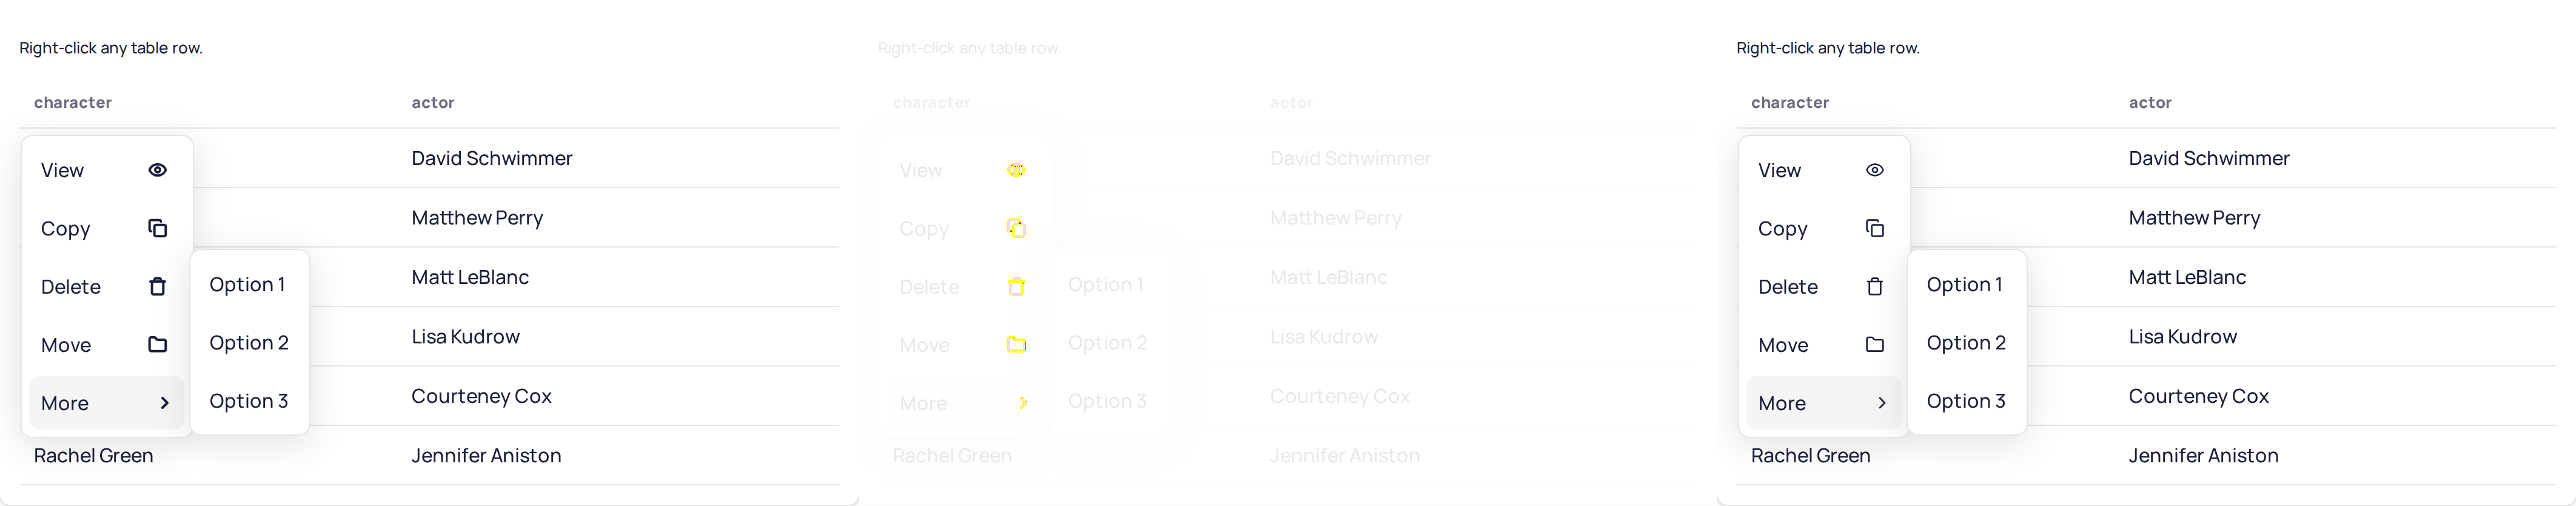 Right-click any table row.
character actor
View David Schwimmer
Copy Matthew Perry
Delete Option 1 Matt LeBlanc
Move Option 2 Lisa Kudrow
More Option 3 Courteney Cox
Rachel Green Jennifer Aniston
Right-click any table row.
character actor
View David Schwimmer
Copy Matthew Perry
Delete Option 1 Matt LeBlanc
Move Option 2 Lisa Kudrow
More Option 3 Courteney Cox
Rachel Green Jennifer Aniston
Right-click any table row.
character actor
View David Schwimmer
Copy Matthew Perry
Delete Option 1 Matt LeBlanc
Move Option 2 Lisa Kudrow
More Option 3 Courteney Cox
Rachel Green Jennifer Aniston